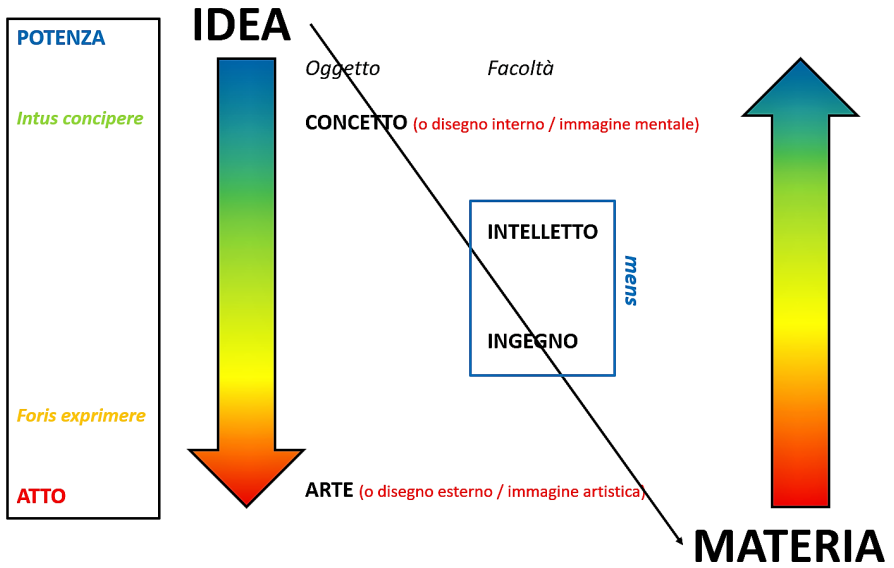 IDEA
POTENZA
Oggetto
Facoltà
Intus concipere
CONCETTO (o disegno interno / immagine mentale)
INTELLETTO
mens
INGEGNO
Foris exprimere
ATTO
ARTE (o disegno esterno / immagine artistica)
MATERIA